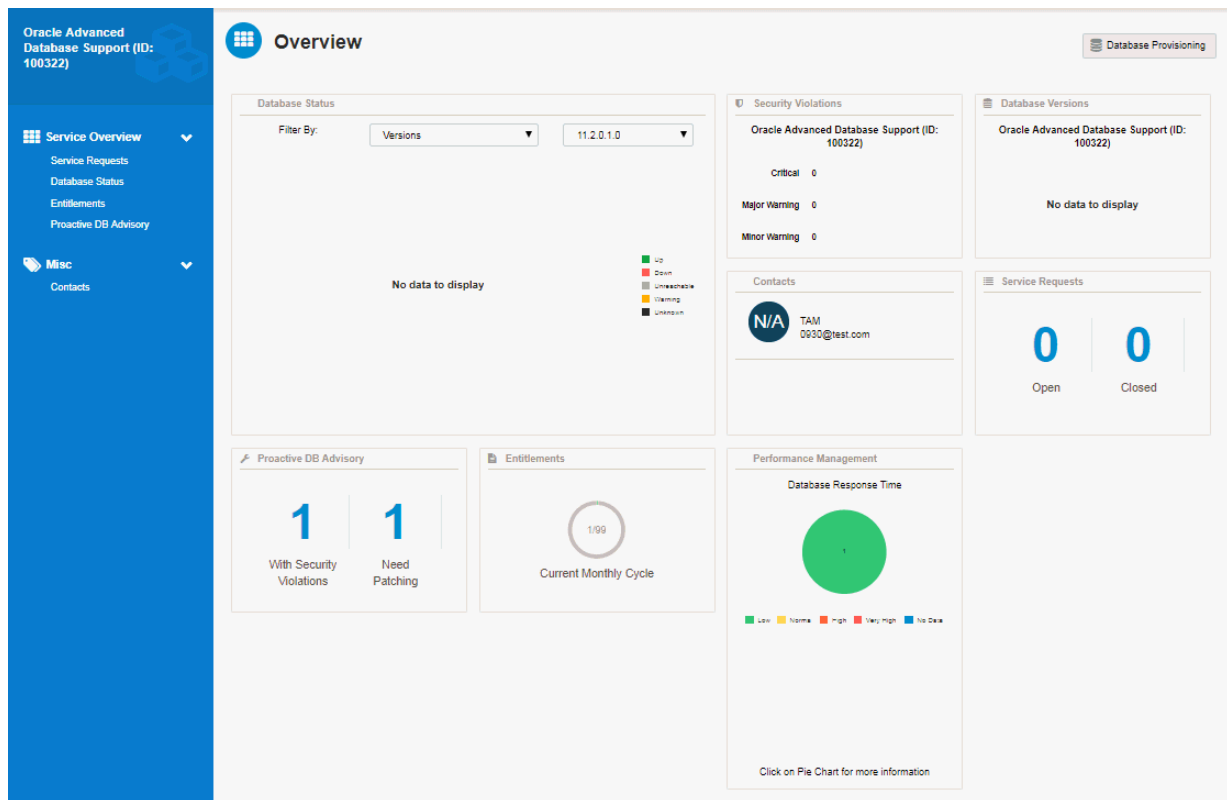 Oracle Advanced
Database Support (ID:
100322)
Service Overview
Service Requests
Database Status
Entitlements
Proactive DB Advisory
Misc
Contacts
Overview
Database Provisioning
Database Status
Filter By:
Versions
11.2.0.1.0
No data to display
Up
Down
Unreachable
Warning
Unknown
Security Violations
Oracle Advanced Database Support (ID:
100322)
Critical 0
Major Warning 0
Minor Warning 0
Database Versions
Oracle Advanced Database Support (ID:
100322)
No data to display
Contacts
N/A
TAM
0930@test.com
Service Requests
0 0
Open Closed
Proactive DB Advisory
1 1
With Security Need
Violations Patching
Entitlements
1/99
Current Monthly Cycle
Performance Management
Database Response Time
1
Low Norma High Very High No Data
Click on Pie Chart for more information